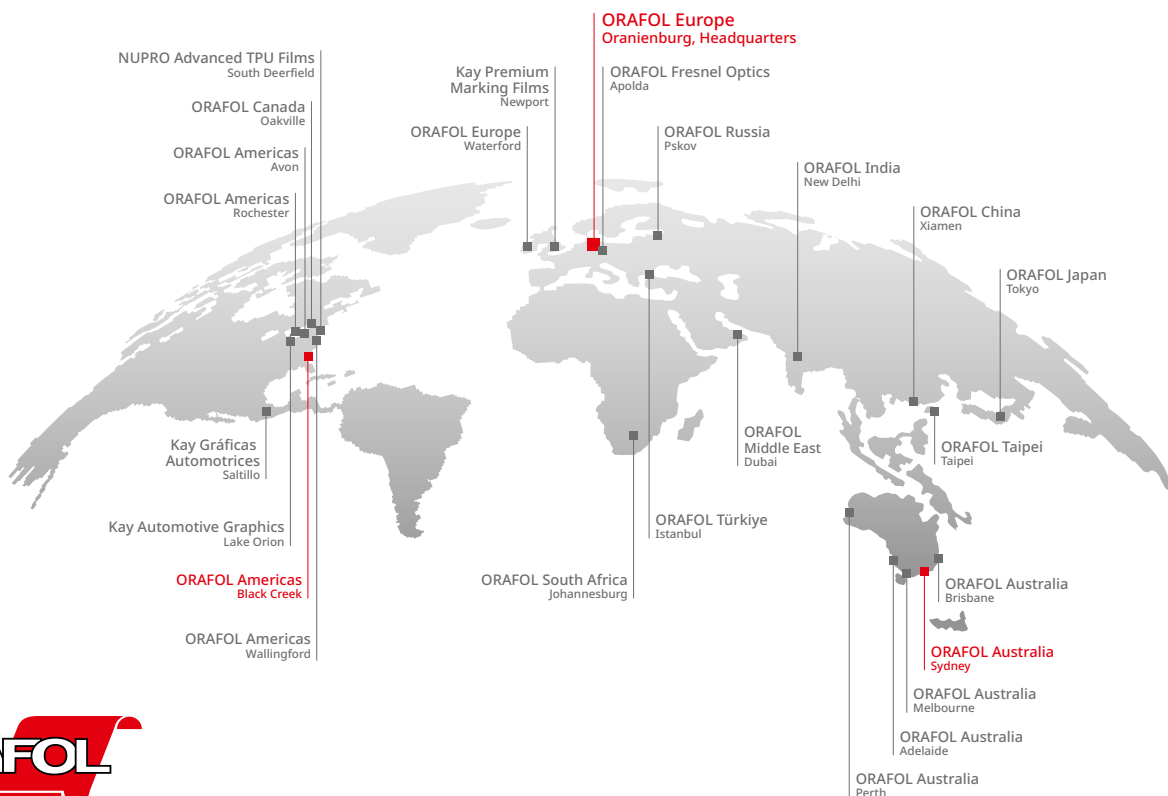 ORAFOL Europe
Oranienburg, Headquarters
NUPRO Advanced TPU Films
South Deerfield
Kay Premium
Marking Films
Newport
ORAFOL Fresnel Optics
Apolda
ORAFOL Canada
Oakville
ORAFOL Europe
Waterford
ORAFOL Russia
Pskov
ORAFOL Americas
Avon
ORAFOL India
New Delhi
ORAFOL Americas
Rochester
ORAFOL China
Xiamen
ORAFOL Japan
Tokyo
Kay Gráficas
Automotrices
Saltillo
ORAFOL
Middle East
Dubai
ORAFOL Taipei
Taipei
Kay Automotive Graphics
Lake Orion
ORAFOL Türkiye
Istanbul
ORAFOL Americas
Black Creek
ORAFOL South Africa
Johannesburg
ORAFOL Australia
Brisbane
ORAFOL Americas
Wallingford
ORAFOL Australia
Sydney
ORAFOL Australia
Melbourne
ORAFOL Australia
Adelaide
ORAFOL Australia
Perth
AFOL